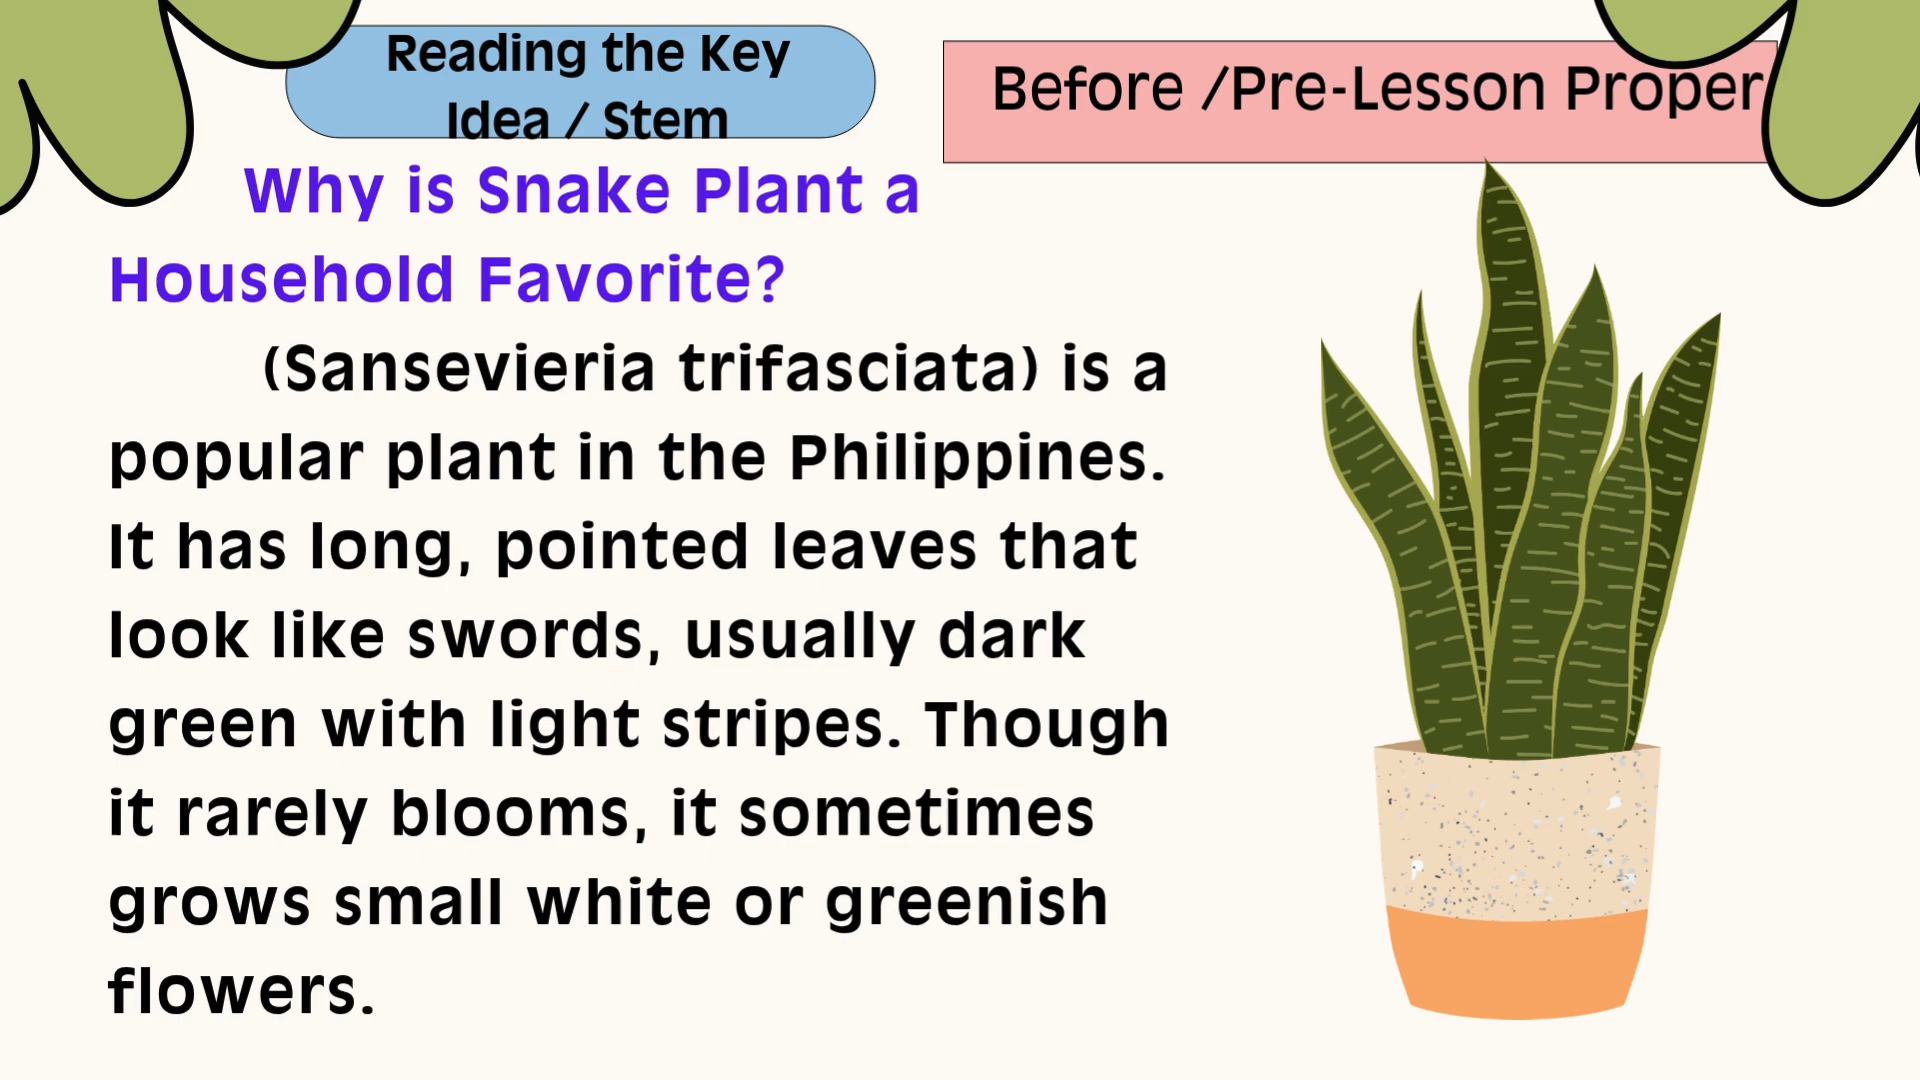 Reading the Key
Idea / Stem
Before /Pre-Lesson Proper
Why is Snake Plant a
Household Favorite?
(Sansevieria trifasciata) is a
popular plant in the Philippines.
It has long, pointed leaves that
look like swords, usually dark
green with light stripes. Though
it rarely blooms, it sometimes
grows small white or greenish
flowers.